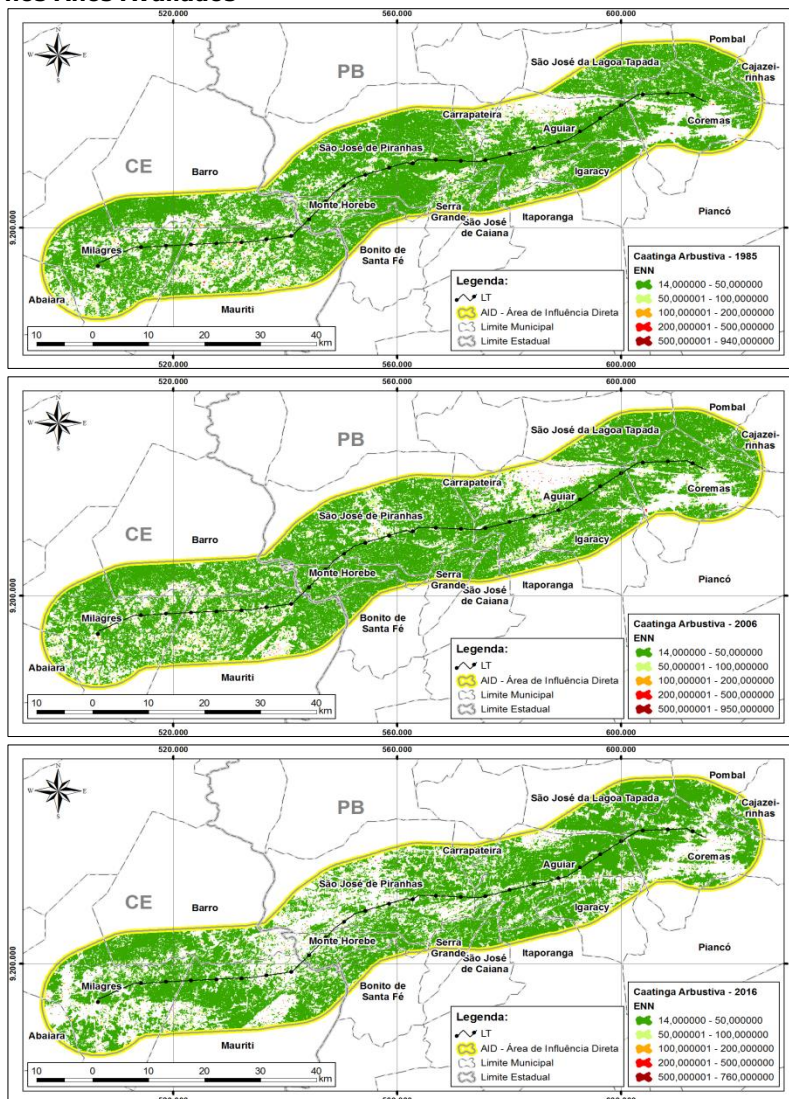 nos Anos Avaliados
520.000 560.000 600.000
N
W E
S
Pombal
São José da Lagoa Tapada
Cajazei-
rinhas
PB
Carrapateira
Coremas
Aguiar
CE
Barro
São José de Piranhas
Igaracy
Monte Horebe
Serra
Grande
São José
de Caiana
Itaporanga
Piancó
9.200.000
Milagres
Bonito de
Santa Fé
Abaiara
Mauriti
Legenda:
LT
AID - Área de Influência Direta
Limite Municipal
Limite Estadual
Caatinga Arbustiva - 1985
ENN
14,000000 - 50,000000
50,000001 - 100,000000
100,000001 - 200,000000
200,000001 - 500,000000
500,000001 - 940,000000
10 0 10 20 30 40
km
520.000 560.000 600.000
N
W E
S
Pombal
São José da Lagoa Tapada
Cajazei-
rinhas
PB
Carrapateira
Coremas
Aguiar
CE
Barro
São José de Piranhas
Igaracy
Monte Horebe
Serra
Grande
São José
de Caiana
Itaporanga
Piancó
9.200.000
Milagres
Bonito de
Santa Fé
Abaiara
Mauriti
Legenda:
LT
AID - Área de Influência Direta
Limite Municipal
Limite Estadual
Caatinga Arbustiva - 2006
ENN
14,000000 - 50,000000
50,000001 - 100,000000
100,000001 - 200,000000
200,000001 - 500,000000
500,000001 - 950,000000
10 0 10 20 30 40
km
520.000 560.000 600.000
N
W E
S
Pombal
São José da Lagoa Tapada
Cajazei-
rinhas
PB
Carrapateira
Coremas
Aguiar
CE
Barro
São José de Piranhas
Igaracy
Monte Horebe
Serra
Grande
São José
de Caiana
Itaporanga
Piancó
9.200.000
Milagres
Bonito de
Santa Fé
Abaiara
Mauriti
Legenda:
LT
AID - Área de Influência Direta
Limite Municipal
Limite Estadual
Caatinga Arbustiva - 2016
ENN
14,000000 - 50,000000
50,000001 - 100,000000
100,000001 - 200,000000
200,000001 - 500,000000
500,000001 - 760,000000
10 0 10 20 30 40
km
520.000 560.000 600.000